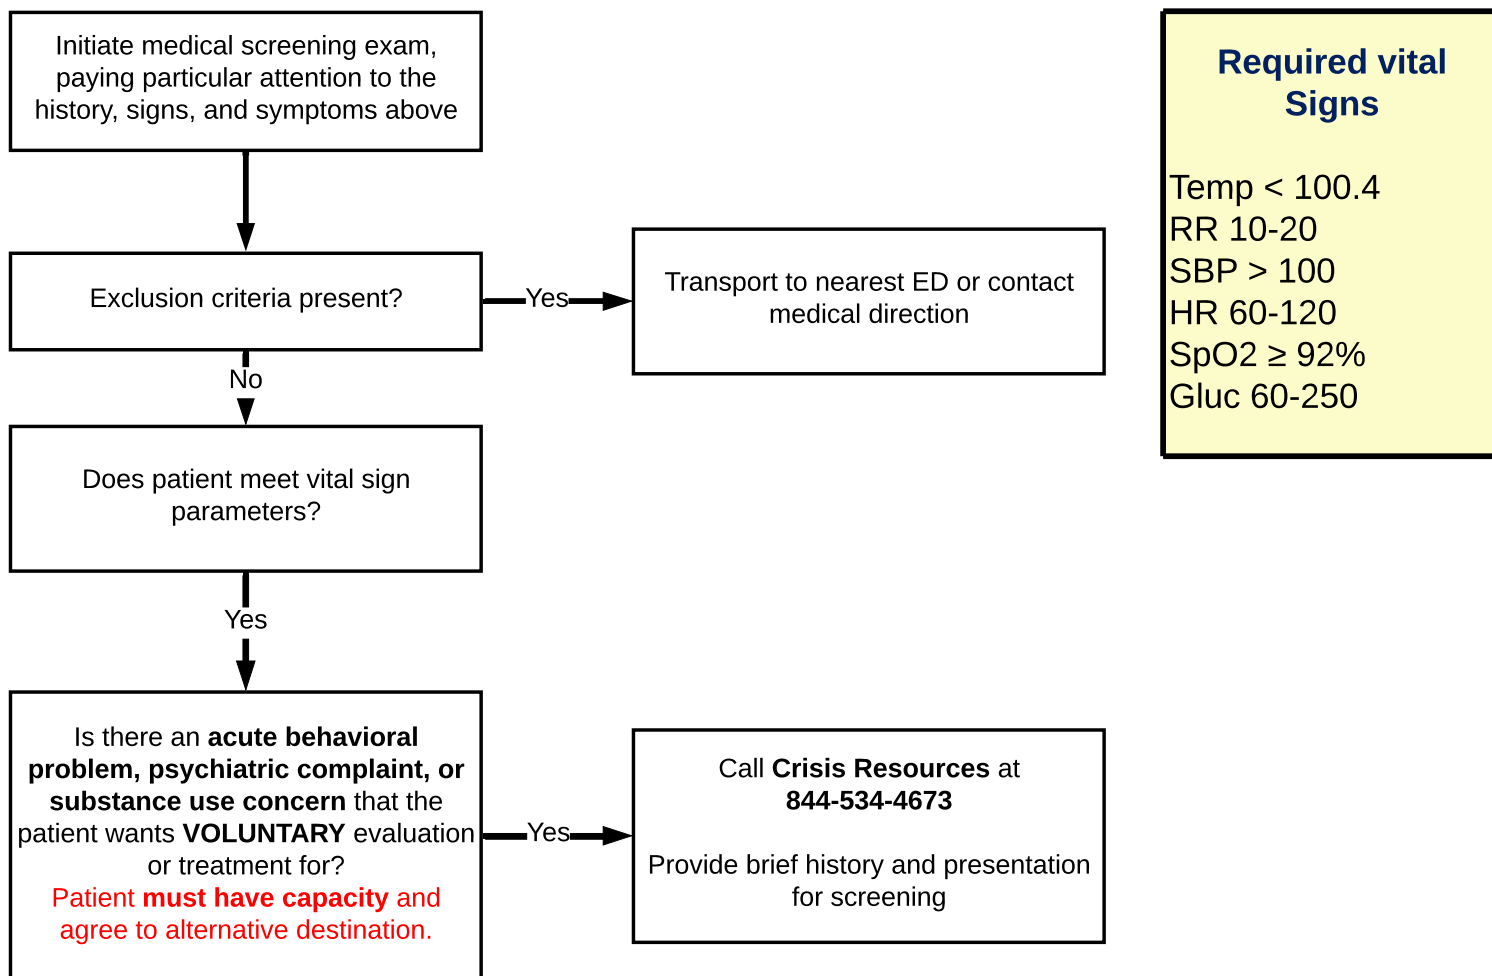 Initiate medical screening exam,
paying particular attention to the
history, signs, and symptoms above
Required vital
Signs
Temp < 100.4
RR 10-20
SBP > 100
HR 60-120
SpO2 ≥ 92%
Gluc 60-250
Exclusion criteria present?
Yes
Transport to nearest ED or contact
medical direction
No
Does patient meet vital sign
parameters?
Yes
Is there an acute behavioral
problem, psychiatric complaint, or
substance use concern that the
patient wants VOLUNTARY evaluation
or treatment for?
Patient must have capacity and
agree to alternative destination.
Yes
Call Crisis Resources at
844-534-4673
Provide brief history and presentation
for screening